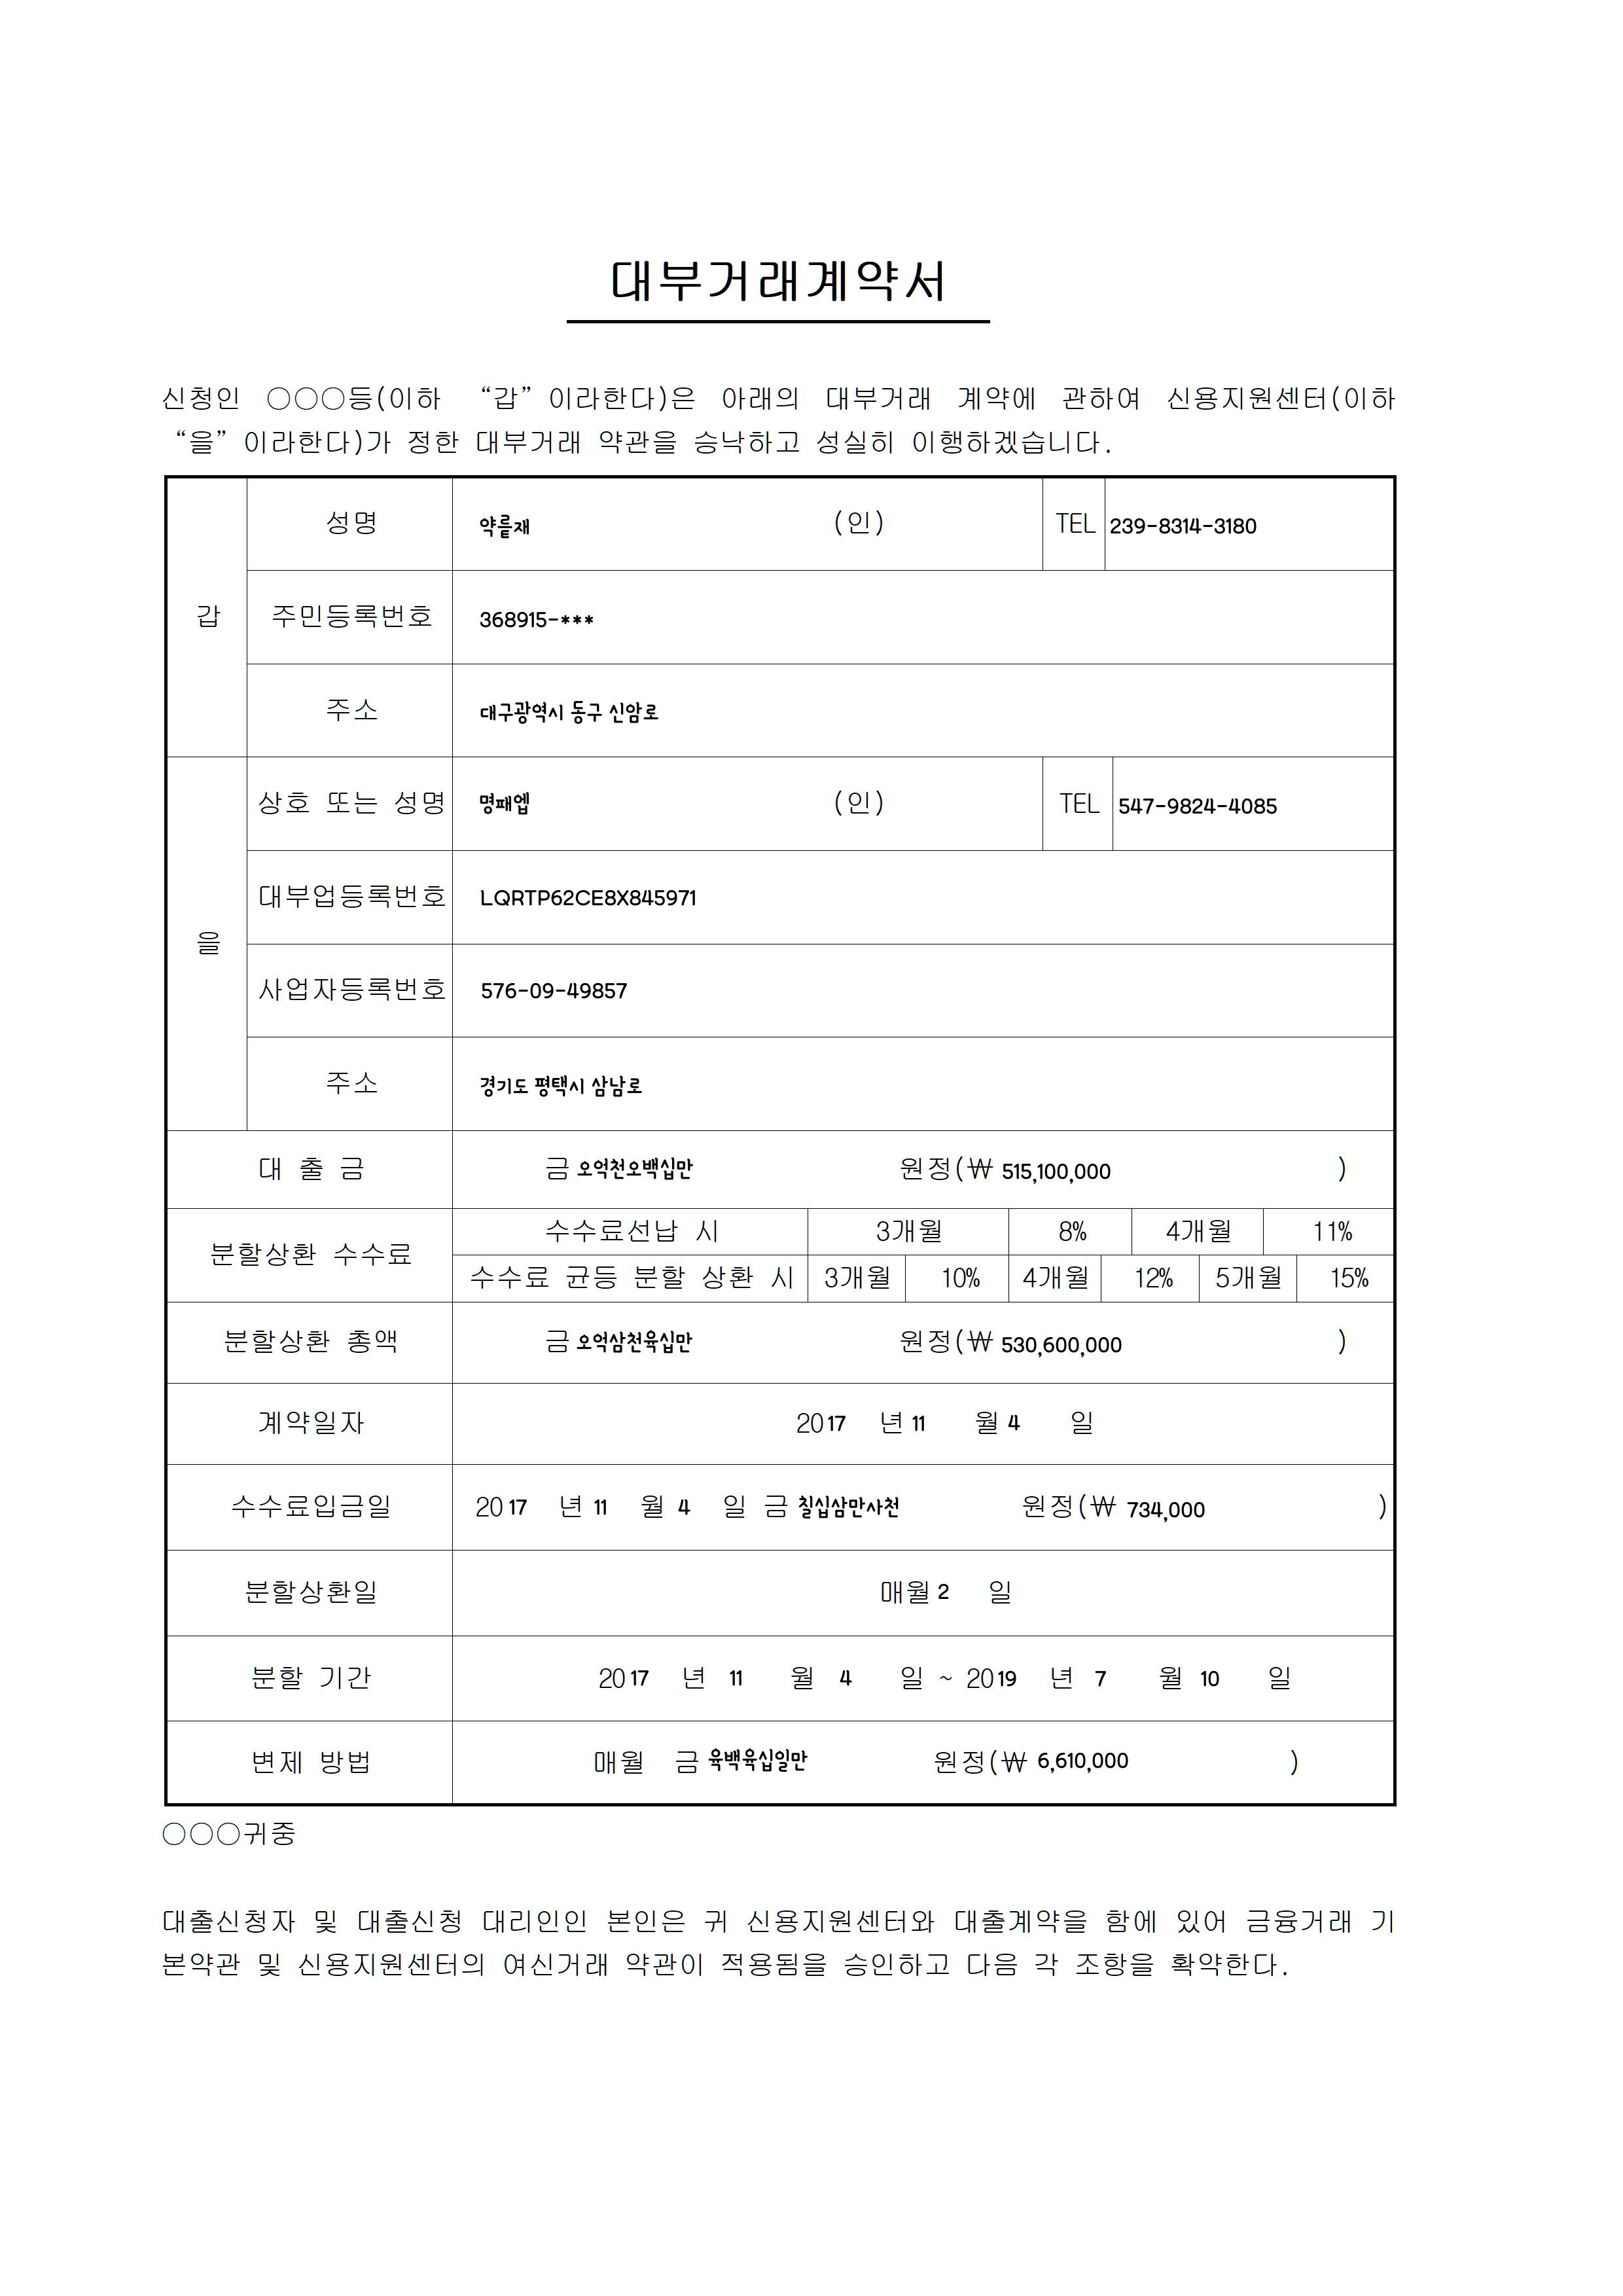 대부거래계약서
신청인 ○○○등(이하 “갑”이라한다)은 아래의 대부거래 계약에 관하여 신용지원센터(이하
“을”이라한다)가 정한 대부거래 약관을 승낙하고 성실히 이행하겠습니다.
갑
성명 약륱재 (인) TEL 239-8314-3180
주민등록번호 368915-***
주소 대구광역시 동구 신암로
을
상호 또는 성명 명패엡 (인) TEL 547-9824-4085
대부업등록번호 LQRTP62CE8X845971
사업자등록번호 576-09-49857
주소 경기도 평택시 삼남로
대 출 금 금 오억천오백십만 원정(₩ 515,100,000 )
분할상환 수수료
수수료선납 시 3개월 8% 4개월 11%
수수료 균등 분할 상환 시 3개월 10% 4개월 12% 5개월 15%
분할상환 총액 금 오억삼천육십만 원정(₩ 530,600,000 )
계약일자 2017 년 11 월 4 일
수수료입금일 2017 년 11 월 4 일 금 칠십삼만사천 원정(₩ 734,000 )
분할상환일 매월 2 일
분할 기간 2017 년 11 월 4 일 ~ 2019 년 7 월 10 일
변제 방법 매월 금 육백육십일만 원정(₩ 6,610,000 )
○○○귀중
대출신청자 및 대출신청 대리인인 본인은 귀 신용지원센터와 대출계약을 함에 있어 금융거래 기
본약관 및 신용지원센터의 여신거래 약관이 적용됨을 승인하고 다음 각 조항을 확약한다.